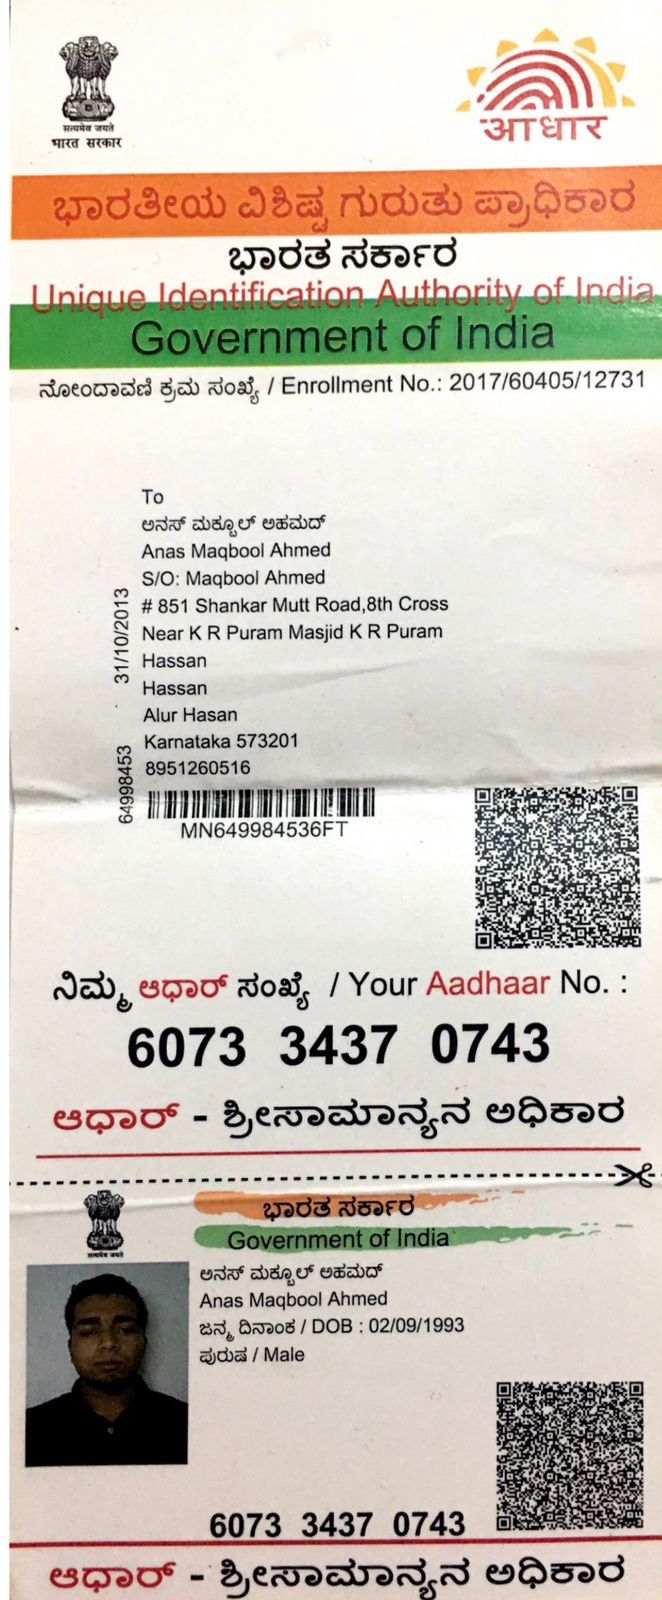 सत्यमेव जयते
भारत सरकार
आधार
ಭಾರತೀಯ ವಿಶಿಷ್ಟ ಗುರುತು ಪ್ರಾಧಿಕಾರ
ಭಾರತ ಸರ್ಕಾರ
Unique Identification Authority of India
Government of India
ನೋಂದಾವಣಿ ಕ್ರಮ ಸಂಖ್ಯೆ / Enrollment No.: 2017/60405/12731
To
ಅನಸ್ ಮಕ್ಬೂಲ್ ಅಹಮದ್
Anas Maqbool Ahmed
S/O: Maqbool Ahmed
# 851 Shankar Mutt Road,8th Cross
Near K R Puram Masjid K R Puram
Hassan
Hassan
Alur Hasan
Karnataka 573201
8951260516
31/10/2013
64998453
MN649984536FT
ನಿಮ್ಮ ಆಧಾರ್ ಸಂಖ್ಯೆ / Your Aadhaar No. :
6073 3437 0743
ಆಧಾರ್ - ಶ್ರೀಸಾಮಾನ್ಯನ ಅಧಿಕಾರ
सत्यमेव जयते
ಭಾರತ ಸರ್ಕಾರ
Government of India
ಅನಸ್ ಮಕ್ಬೂಲ್ ಅಹಮದ್
Anas Maqbool Ahmed
ಜನ್ಮ ದಿನಾಂಕ / DOB : 02/09/1993
ಪುರುಷ / Male
6073 3437 0743
ಆಧಾರ್ - ಶ್ರೀಸಾಮಾನ್ಯನ ಅಧಿಕಾರ